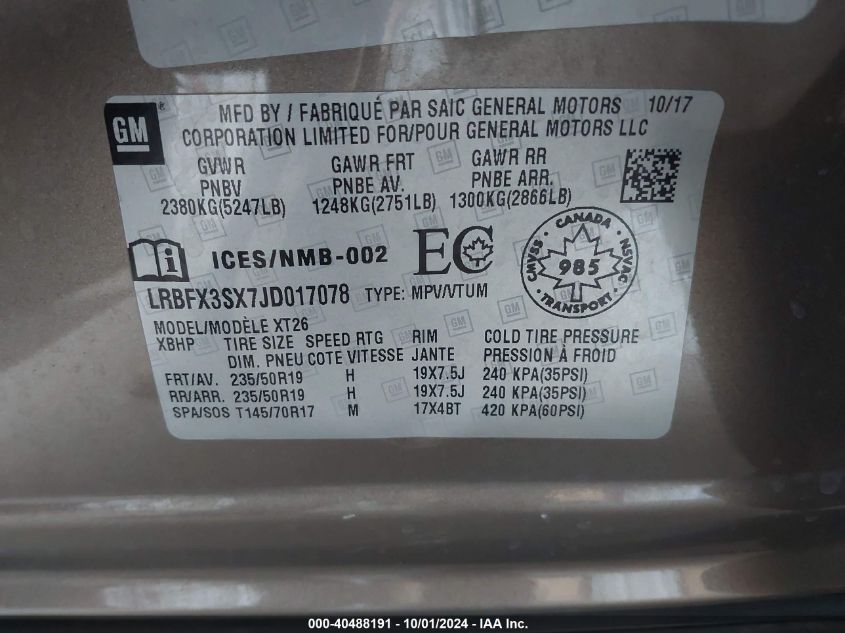 GM
MFD BY / FABRIQUÉ PAR SAIC GENERAL MOTORS 10/17
CORPORATION LIMITED FOR/POUR GENERAL MOTORS LLC
GVWR GAWR FRT GAWR RR
PNBV PNBE AV. PNBE ARR.
2380KG(5247LB) 1248KG(2751LB) 1300KG(2866LB)
i ICES/NMB-002 EC
CANADA
CMVSS 985 NSVAC
TRANSPORT
LRBFX3SX7JD017078 TYPE: MPV/VTUM
MODEL/MODÈLE XT26
XBHP TIRE SIZE SPEED RTG RIM COLD TIRE PRESSURE
DIM. PNEU COTE VITESSE JANTE PRESSION À FROID
FRT/AV. 235/50R19 H 19X7.5J 240 KPA(35PSI)
RR/ARR. 235/50R19 H 19X7.5J 240 KPA(35PSI)
SPA/SOS T145/70R17 M 17X4BT 420 KPA(60PSI)
000-40488191 - 10/01/2024 - IAA Inc.